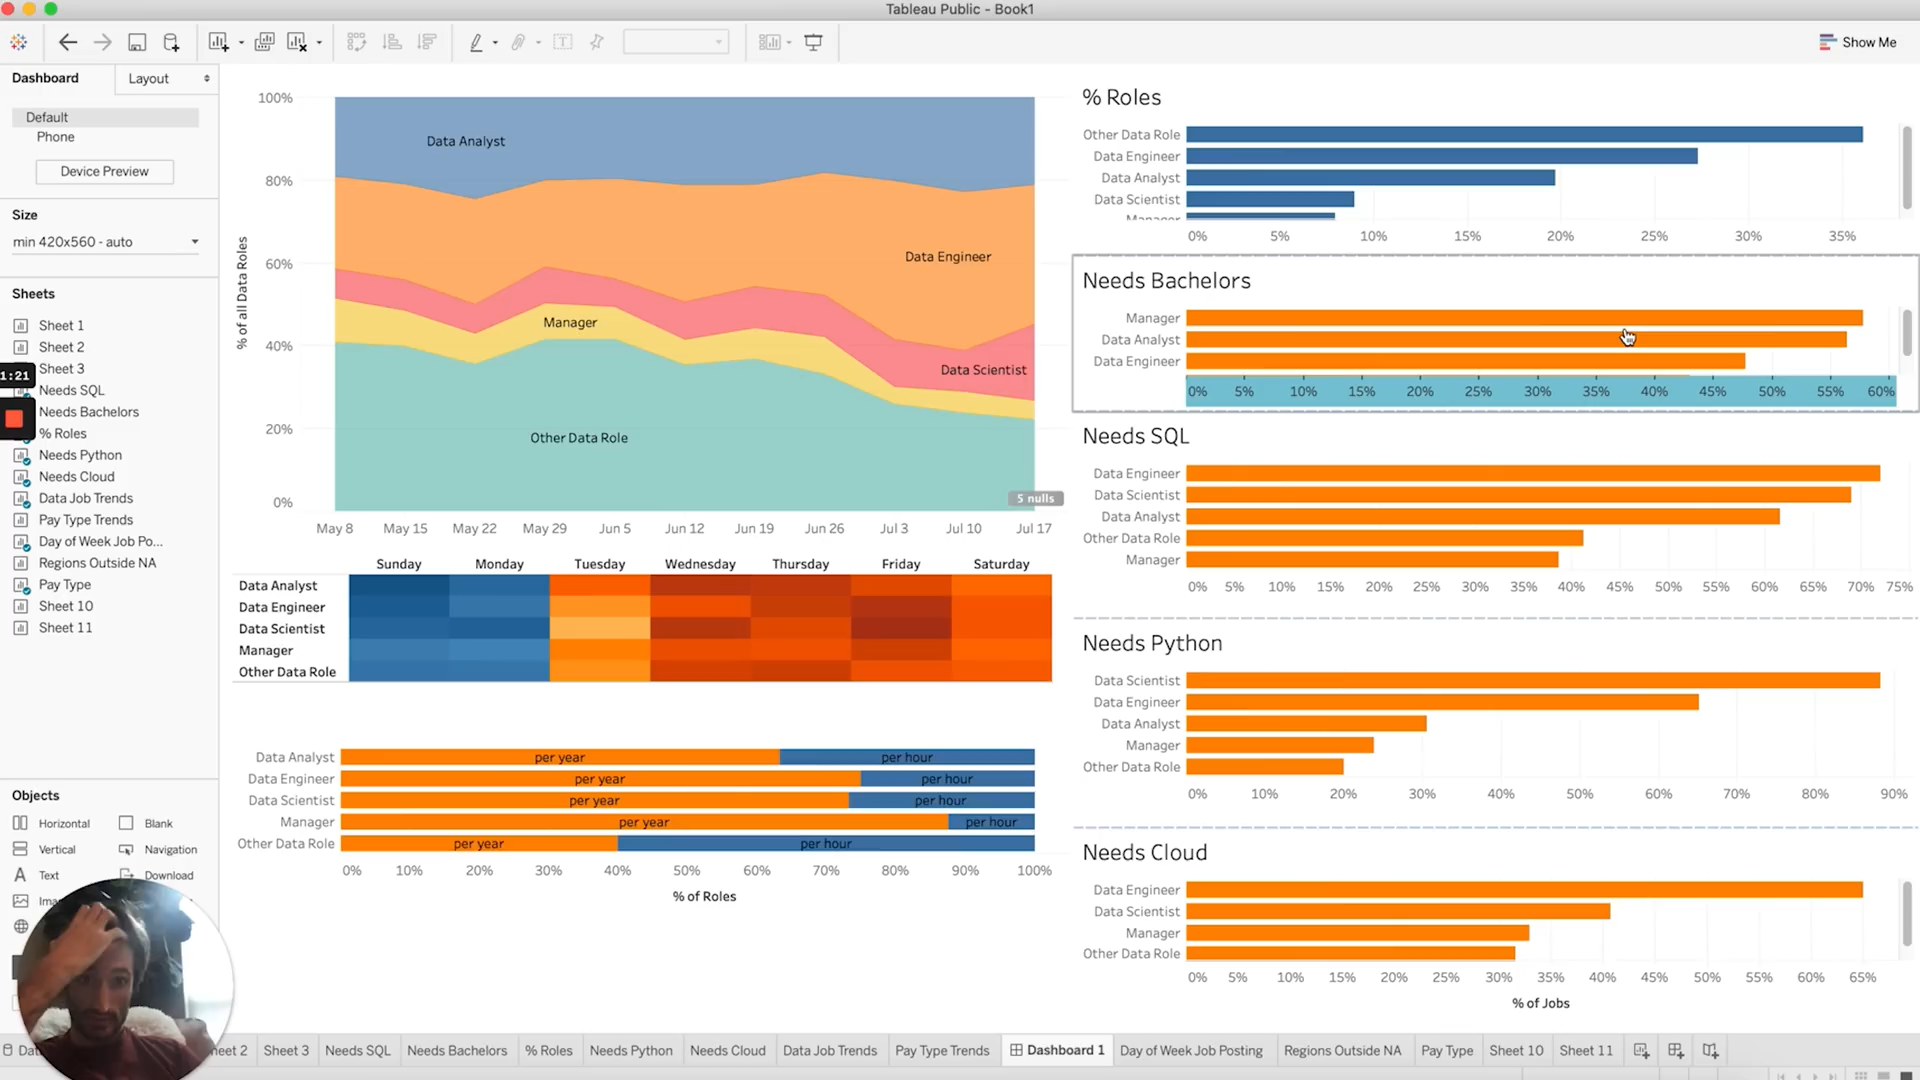 Tableau Public - Book1
Show Me
Dashboard
Layout
Default
Phone
Device Preview
Size
min 420x560 - auto
Sheets
Sheet 1
Sheet 2
Sheet 3
Needs SQL
Needs Bachelors
% Roles
Needs Python
Needs Cloud
Data Job Trends
Pay Type Trends
Day of Week Job Po...
Regions Outside NA
Pay Type
Sheet 10
Sheet 11
1:21
Objects
Horizontal
Blank
Vertical
Navigation
Text
Download
% of all Data Roles
100%
80%
60%
40%
20%
0%
Data Analyst
Data Engineer
Manager
Data Scientist
Other Data Role
5 nulls
May 8 May 15 May 22 May 29 Jun 5 Jun 12 Jun 19 Jun 26 Jul 3 Jul 10 Jul 17
Sunday Monday Tuesday Wednesday Thursday Friday Saturday
Data Analyst
Data Engineer
Data Scientist
Manager
Other Data Role
Data Analyst per year per hour
Data Engineer per year per hour
Data Scientist per year per hour
Manager per year per hour
Other Data Role per year per hour
0% 10% 20% 30% 40% 50% 60% 70% 80% 90% 100%
% of Roles
% Roles
Other Data Role
Data Engineer
Data Analyst
Data Scientist
Manager
0% 5% 10% 15% 20% 25% 30% 35%
Needs Bachelors
Manager
Data Analyst
Data Engineer
0% 5% 10% 15% 20% 25% 30% 35% 40% 45% 50% 55% 60%
Needs SQL
Data Engineer
Data Scientist
Data Analyst
Other Data Role
Manager
0% 5% 10% 15% 20% 25% 30% 35% 40% 45% 50% 55% 60% 65% 70% 75%
Needs Python
Data Scientist
Data Engineer
Data Analyst
Manager
Other Data Role
0% 10% 20% 30% 40% 50% 60% 70% 80% 90%
Needs Cloud
Data Engineer
Data Scientist
Manager
Other Data Role
0% 5% 10% 15% 20% 25% 30% 35% 40% 45% 50% 55% 60% 65%
% of Jobs
Sheet 3 Needs SQL Needs Bachelors % Roles Needs Python Needs Cloud Data Job Trends Pay Type Trends Dashboard 1 Day of Week Job Posting Regions Outside NA Pay Type Sheet 10 Sheet 11